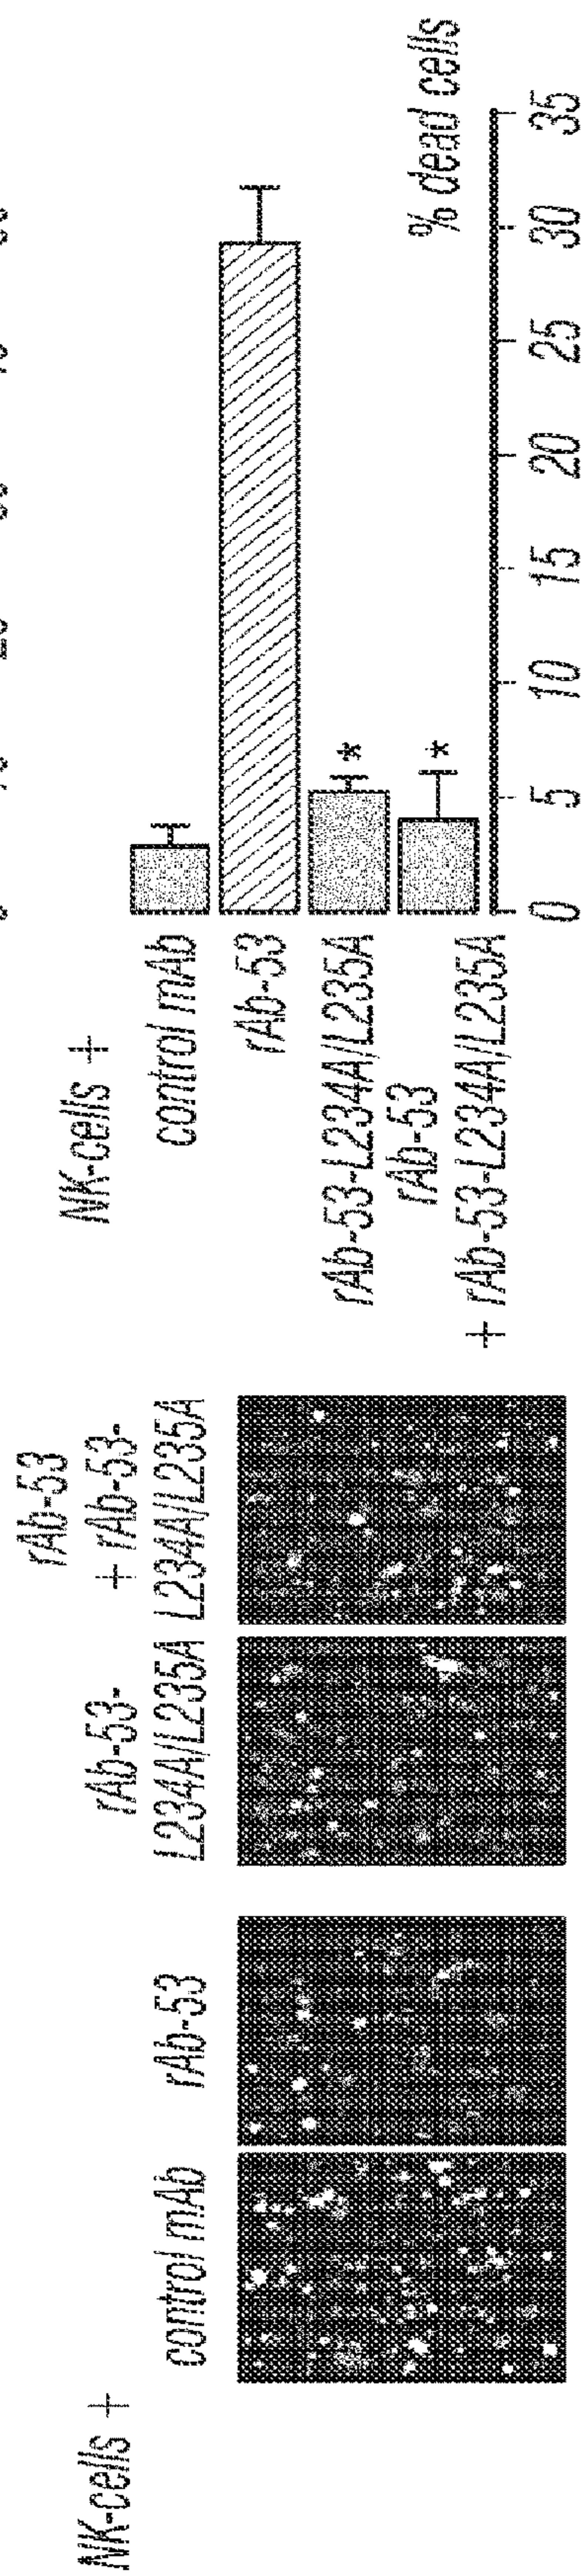 NK-cells +
control mAb
rAb-53
rAb-53-
L234A/L235A
rAb-53
+ rAb-53-
L234A/L235A
NK-cells +
control mAb
rAb-53
rAb-53-L234A/L235A
rAb-53
+ rAb-53-L234A/L235A
*
*
% dead cells
0 5 10 15 20 25 30 35